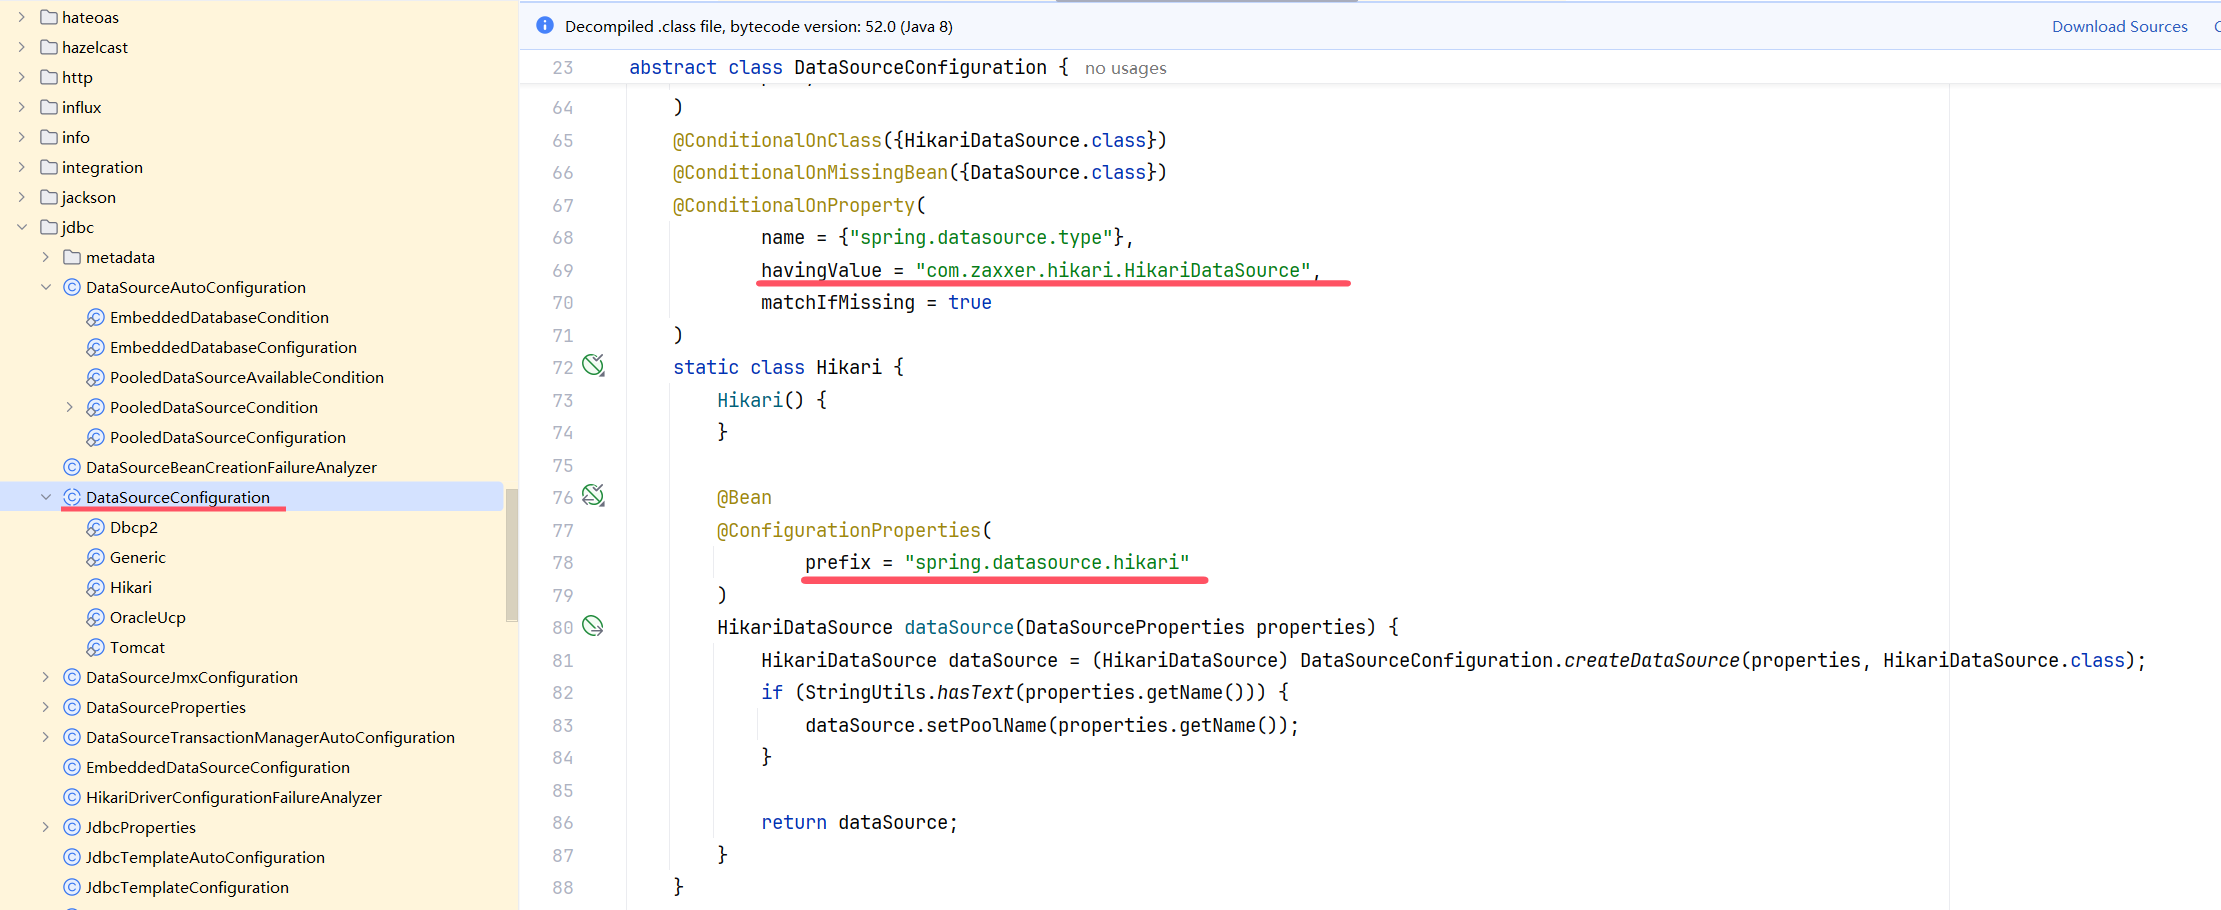 hateoas
hazelcast
http
influx
info
integration
jackson
jdbc
metadata
DataSourceAutoConfiguration
EmbeddedDatabaseCondition
EmbeddedDatabaseConfiguration
PooledDataSourceAvailableCondition
PooledDataSourceCondition
PooledDataSourceConfiguration
DataSourceBeanCreationFailureAnalyzer
DataSourceConfiguration
Dbcp2
Generic
Hikari
OracleUcp
Tomcat
DataSourceJmxConfiguration
DataSourceProperties
DataSourceTransactionManagerAutoConfiguration
EmbeddedDataSourceConfiguration
HikariDriverConfigurationFailureAnalyzer
JdbcProperties
JdbcTemplateAutoConfiguration
JdbcTemplateConfiguration
Decompiled .class file, bytecode version: 52.0 (Java 8) Download Sources
23 abstract class DataSourceConfiguration { no usages
64 )
65 @ConditionalOnClass({HikariDataSource.class})
66 @ConditionalOnMissingBean({DataSource.class})
67 @ConditionalOnProperty(
68 name = {"spring.datasource.type"},
69 havingValue = "com.zaxxer.hikari.HikariDataSource",
70 matchIfMissing = true
71 )
72 static class Hikari {
73 Hikari() {
74 }
75
76 @Bean
77 @ConfigurationProperties(
78 prefix = "spring.datasource.hikari"
79 )
80 HikariDataSource dataSource(DataSourceProperties properties) {
81 HikariDataSource dataSource = (HikariDataSource) DataSourceConfiguration.createDataSource(properties, HikariDataSource.class);
82 if (StringUtils.hasText(properties.getName())) {
83 dataSource.setPoolName(properties.getName());
84 }
85
86 return dataSource;
87 }
88 }